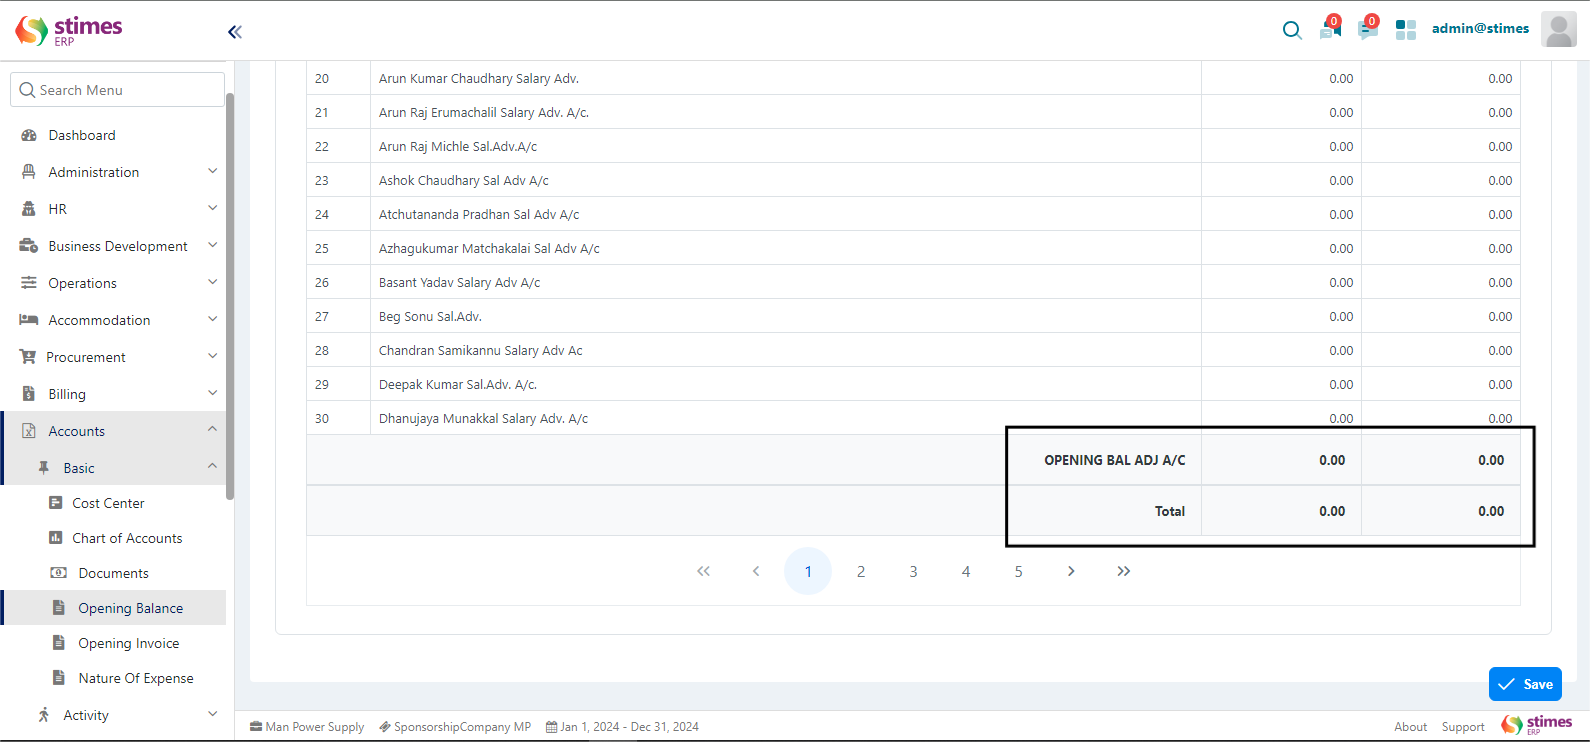 stimes
ERP
0
0
admin@stimes
Search Menu
Dashboard
Administration
HR
Business Development
Operations
Accommodation
Procurement
Billing
Accounts
Basic
Cost Center
Chart of Accounts
Documents
Opening Balance
Opening Invoice
Nature Of Expense
Activity
20 Arun Kumar Chaudhary Salary Adv. 0.00 0.00
21 Arun Raj Erumachalil Salary Adv. A/c. 0.00 0.00
22 Arun Raj Michle Sal.Adv.A/c 0.00 0.00
23 Ashok Chaudhary Sal Adv A/c 0.00 0.00
24 Atchutananda Pradhan Sal Adv A/c 0.00 0.00
25 Azhagukumar Matchakalai Sal Adv A/c 0.00 0.00
26 Basant Yadav Salary Adv A/c 0.00 0.00
27 Beg Sonu Sal.Adv. 0.00 0.00
28 Chandran Samikannu Salary Adv Ac 0.00 0.00
29 Deepak Kumar Sal.Adv. A/c. 0.00 0.00
30 Dhanujaya Munakkal Salary Adv. A/c 0.00 0.00
OPENING BAL ADJ A/C 0.00 0.00
Total 0.00 0.00
1 2 3 4 5
Save
Man Power Supply SponsorshipCompany MP Jan 1, 2024 - Dec 31, 2024
About Support stimes
ERP